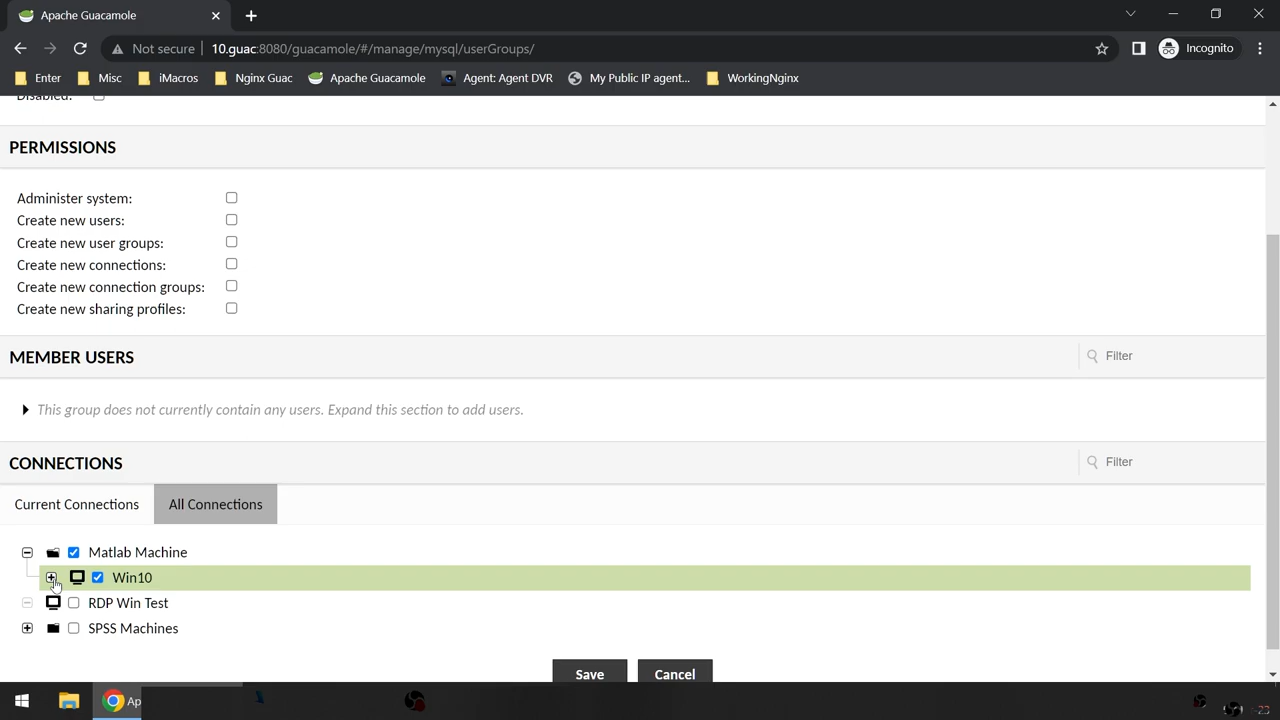 Apache Guacamole
Not secure 10.guac:8080/guacamole/#/manage/mysql/userGroups/ Incognito
Enter Misc iMacros Nginx Guac Apache Guacamole Agent: Agent DVR My Public IP agent... WorkingNginx
Disabled:
PERMISSIONS
Administer system:
Create new users:
Create new user groups:
Create new connections:
Create new connection groups:
Create new sharing profiles:
MEMBER USERS Filter
This group does not currently contain any users. Expand this section to add users.
CONNECTIONS Filter
Current Connections All Connections
Matlab Machine
Win10
RDP Win Test
SPSS Machines
Save Cancel
Ap